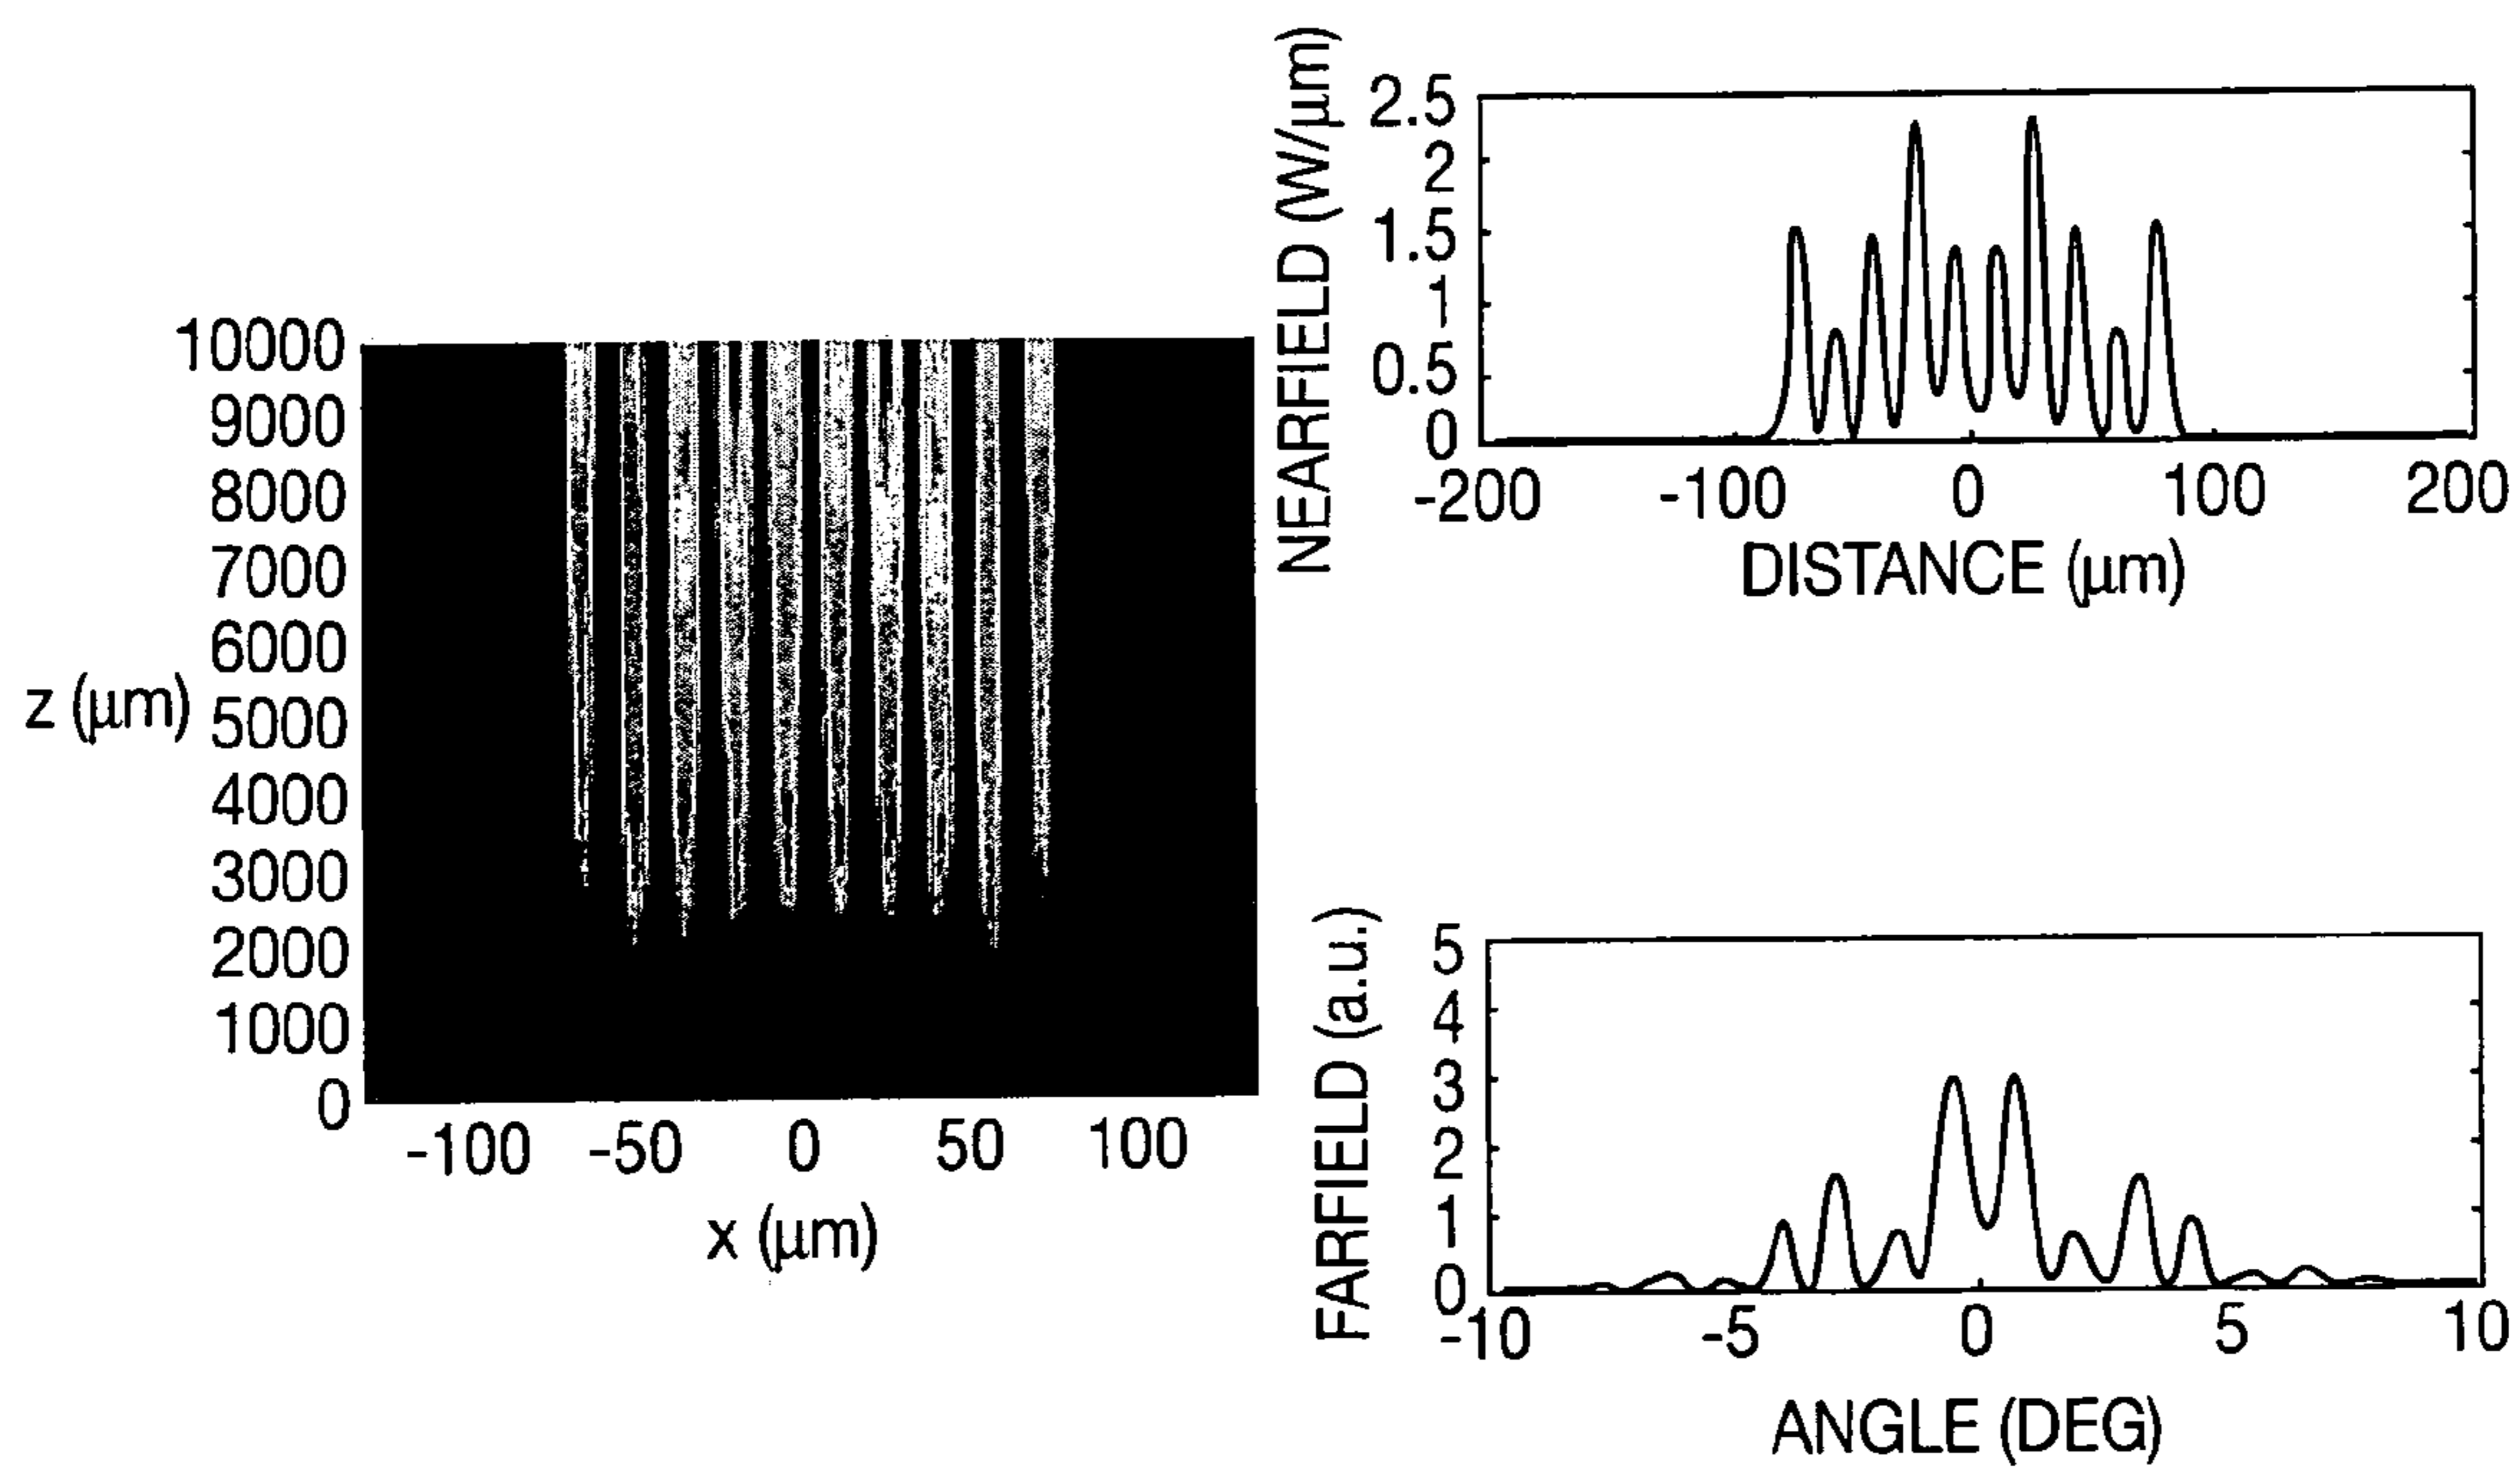 10000
9000
8000
7000
6000
z (μm) 5000
4000
3000
2000
1000
0
-100 -50 0 50 100
x (μm)
NEARFIELD (W/μm)
2.5
2
1.5
1
0.5
0
-200 -100 0 100 200
DISTANCE (μm)
FARFIELD (a.u.)
5
4
3
2
1
0
-10 -5 0 5 10
ANGLE (DEG)